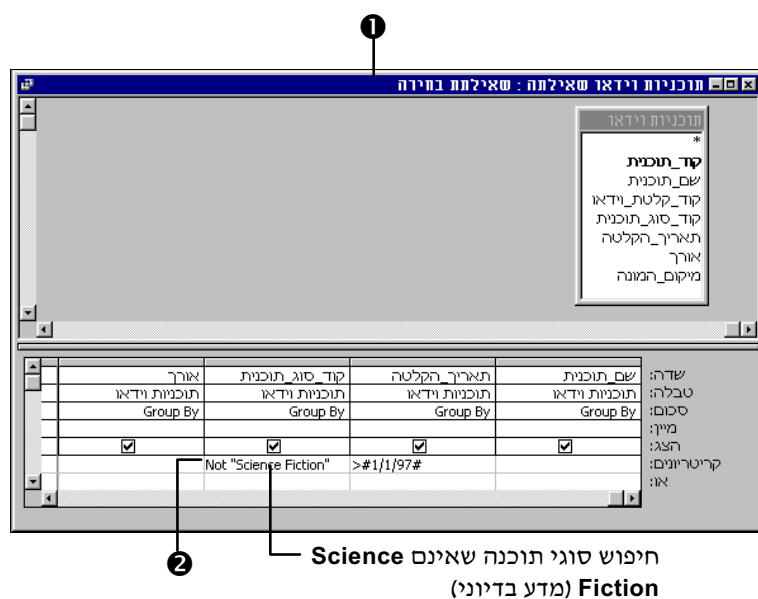 ❶
תוכניות וידאו שאילתה : שאילתת בחירה
תוכניות וידאו
*
קוד_תוכנית
שם_תוכנית
קוד_קלטת_וידאו
קוד_סוג_תוכנית
תאריך_הקלטה
אורך
מיקום_המונה
שדה: שם_תוכנית תאריך_הקלטה קוד_סוג_תוכנית אורך
טבלה: תוכניות וידאו תוכניות וידאו תוכניות וידאו תוכניות וידאו
סכום: Group By Group By Group By Group By
מיין:
הצג:
קריטריונים: >#1/1/97# Not "Science Fiction"
או:
❷
חיפוש סוגי תוכנה שאינם Science
Fiction (מדע בדיוני)